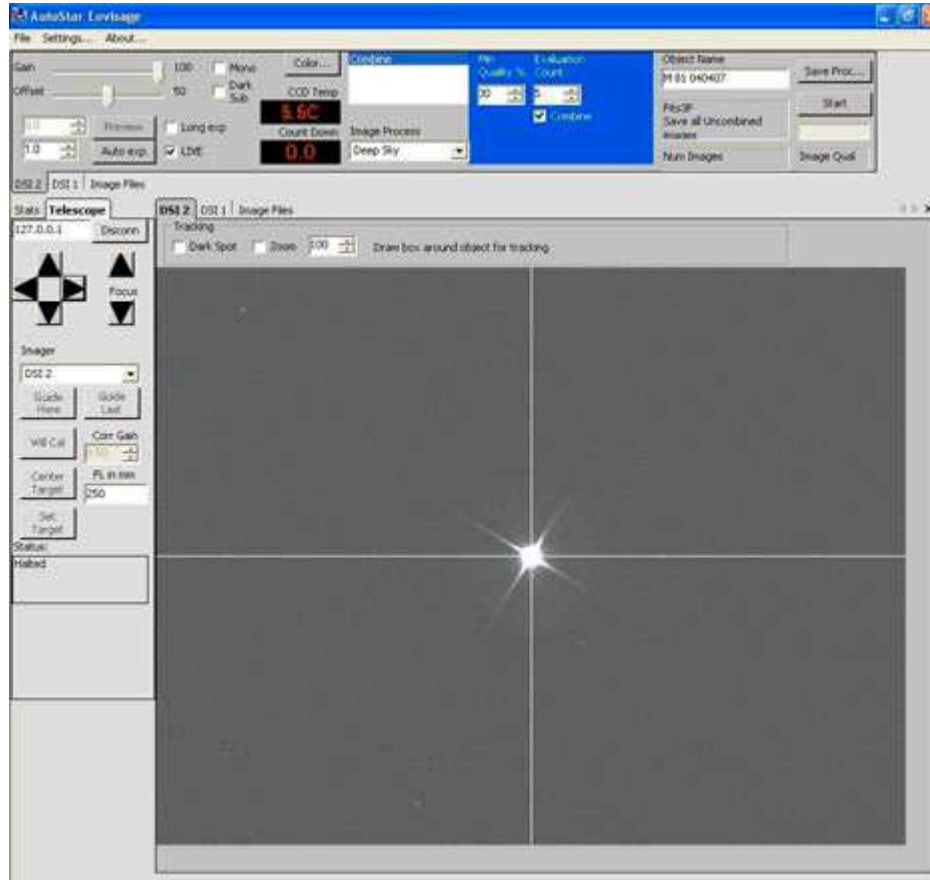 AutoStar Envisage
File Settings... About...
Gain 100 Mono Color...
Offset 50 Dark Sub CCD Temp
5.5C
Preview Long exp Count Down
1.0 Auto exp. LIVE 0.0
Combine
Image Process
Deep Sky
Min Quality % Evaluation Count
5
Combine
Object Name
M 81 040407
Save Proc...
Fits3P
Save all Uncombined images
Start
Num Images Image Qual
DSI 2 DSI 1 Image Files
Stats Telescope
127.0.0.1 Disconn
Focus
Imager
DSI 2
Guide Here Guide Last
Corr Gain
Center Target FL in mm
250
Set Target
Status:
Halted
DSI 2 DSI 1 Image Files
Tracking
Dark Spot Zoom 100 Draw box around object for tracking